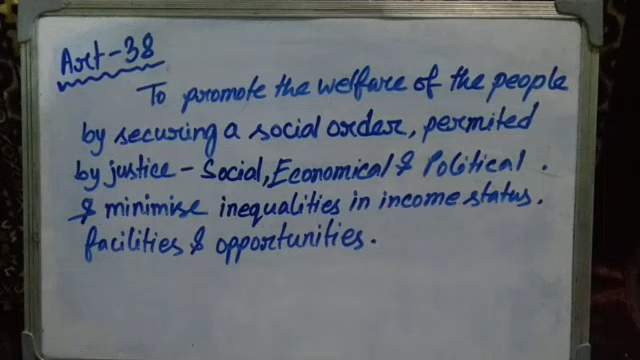 Art-38
To promote the welfare of the people
by securing a social order, permited
by justice - Social, Economical & Political .
& minimise inequalities in income status.
facilities & opportunities.